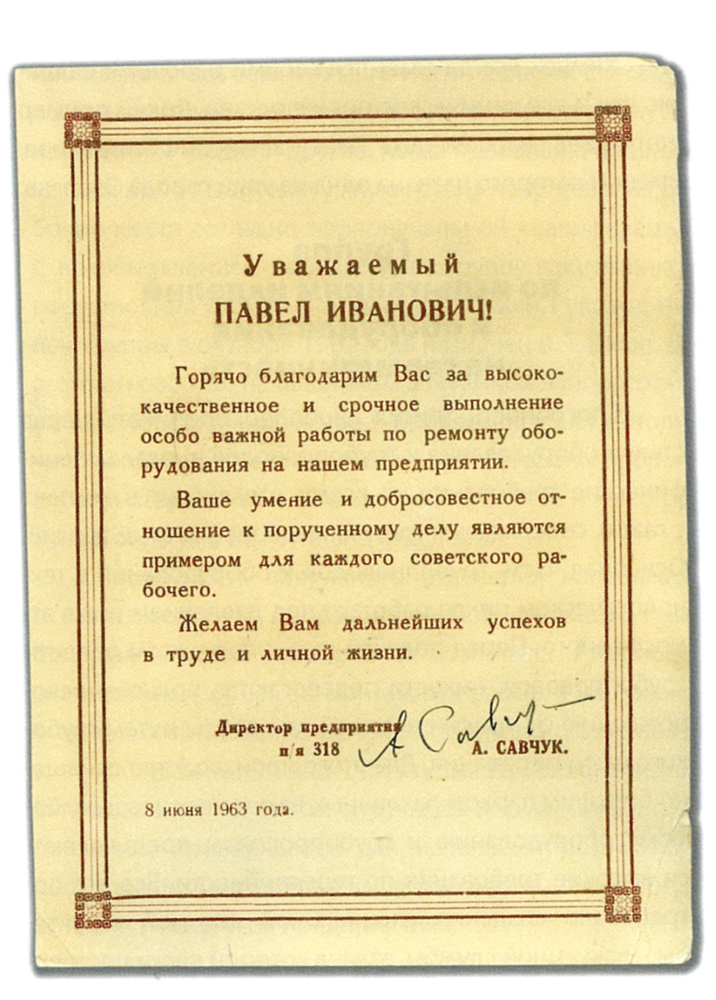 Уважаемый
ПАВЕЛ ИВАНОВИЧ!
Горячо благодарим Вас за высоко-
качественное и срочное выполнение
особо важной работы по ремонту обо-
рудования на нашем предприятии.
Ваше умение и добросовестное от-
ношение к порученному делу являются
примером для каждого советского ра-
бочего.
Желаем Вам дальнейших успехов
в труде и личной жизни.
Директор предприятия
п/я 318 А. САВЧУК.
А Савчук
8 июня 1963 года.